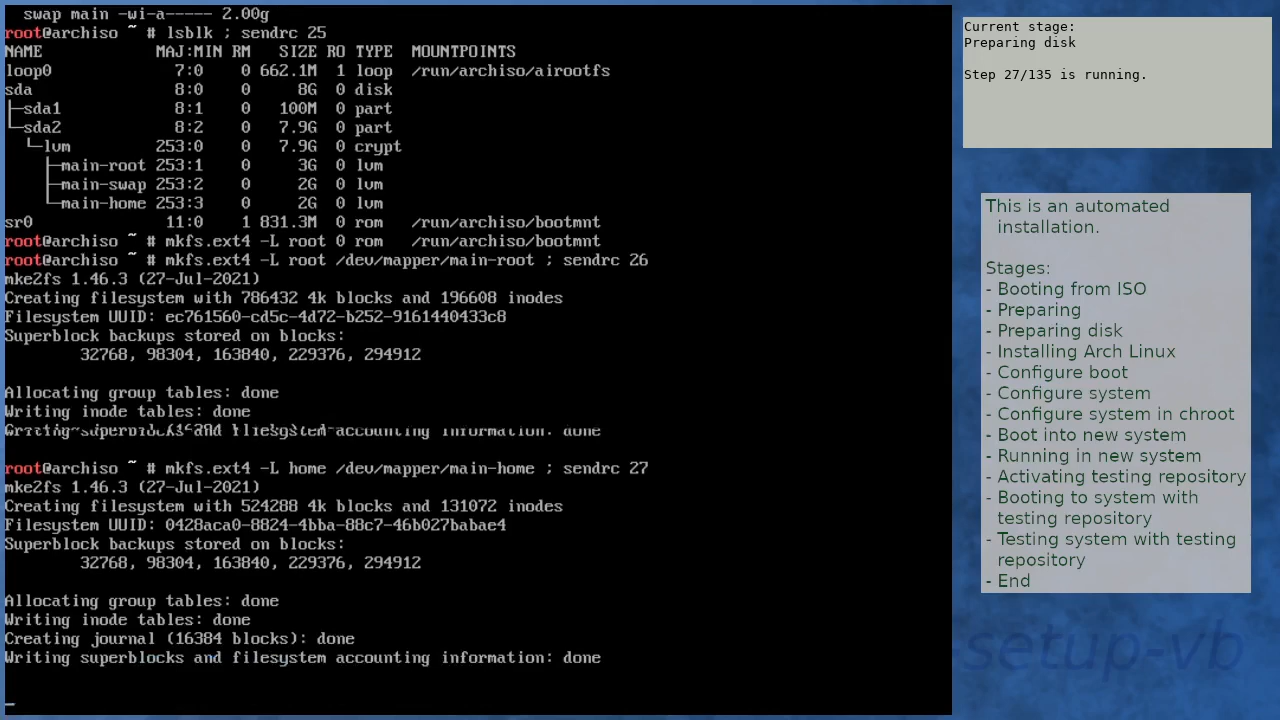 swap main -wi-a----- 2.00g
root@archiso ~ # lsblk ; sendrc 25
NAME              MAJ:MIN RM   SIZE RO TYPE  MOUNTPOINTS
loop0               7:0    0 662.1M  1 loop  /run/archiso/airootfs
sda                 8:0    0     8G  0 disk
├─sda1              8:1    0   100M  0 part
└─sda2              8:2    0   7.9G  0 part
  └─lvm           253:0    0   7.9G  0 crypt
    ├─main-root 253:1    0     3G  0 lvm
    ├─main-swap 253:2    0     2G  0 lvm
    └─main-home 253:3    0     2G  0 lvm
sr0                11:0    1 831.3M  0 rom   /run/archiso/bootmnt
root@archiso ~ # mkfs.ext4 -L root 0 rom   /run/archiso/bootmnt
root@archiso ~ # mkfs.ext4 -L root /dev/mapper/main-root ; sendrc 26
mke2fs 1.46.3 (27-Jul-2021)
Creating filesystem with 786432 4k blocks and 196608 inodes
Filesystem UUID: ec761560-cd5c-4d72-b252-9161440433c8
Superblock backups stored on blocks:
        32768, 98304, 163840, 229376, 294912
Allocating group tables: done
Writing inode tables: done
accounting information: done
root@archiso ~ # mkfs.ext4 -L home /dev/mapper/main-home ; sendrc 27
mke2fs 1.46.3 (27-Jul-2021)
Creating filesystem with 524288 4k blocks and 131072 inodes
Filesystem UUID: 0428aca0-8824-4bba-88c7-46b027babae4
Superblock backups stored on blocks:
        32768, 98304, 163840, 229376, 294912
Allocating group tables: done
Writing inode tables: done
Creating journal (16384 blocks): done
Writing superblocks and filesystem accounting information: done
Current stage:
Preparing disk
Step 27/135 is running.
This is an automated
installation.
Stages:
- Booting from ISO
- Preparing
- Preparing disk
- Installing Arch Linux
- Configure boot
- Configure system
- Configure system in chroot
- Boot into new system
- Running in new system
- Activating testing repository
- Booting to system with
testing repository
- Testing system with testing
repository
- End
-setup-vb